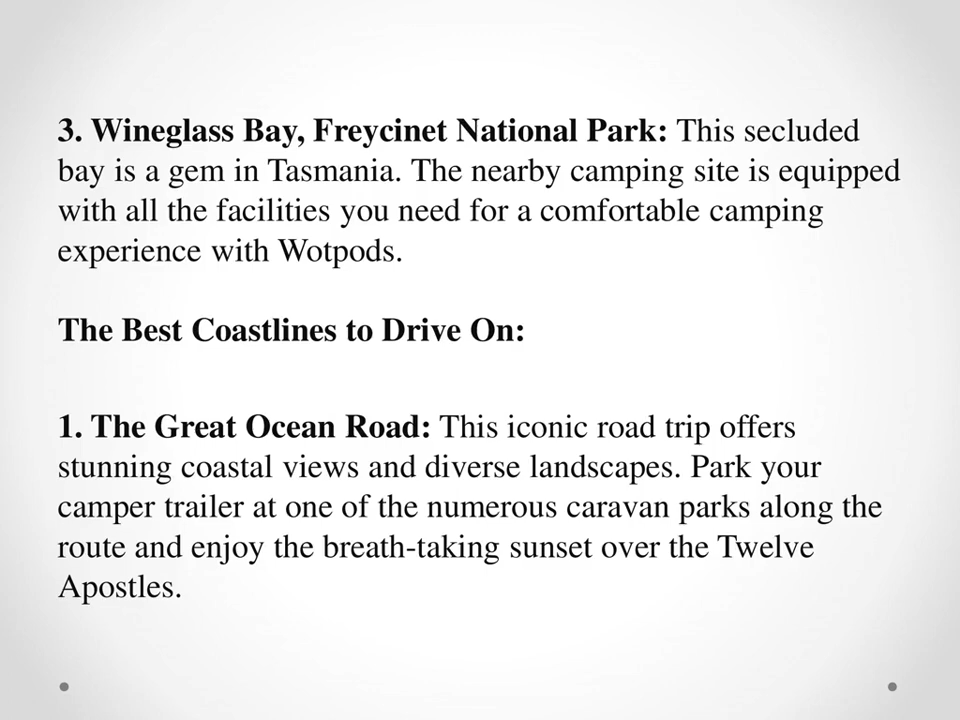 3. Wineglass Bay, Freycinet National Park: This secluded
bay is a gem in Tasmania. The nearby camping site is equipped
with all the facilities you need for a comfortable camping
experience with Wotpods.
The Best Coastlines to Drive On:
1. The Great Ocean Road: This iconic road trip offers
stunning coastal views and diverse landscapes. Park your
camper trailer at one of the numerous caravan parks along the
route and enjoy the breath-taking sunset over the Twelve
Apostles.